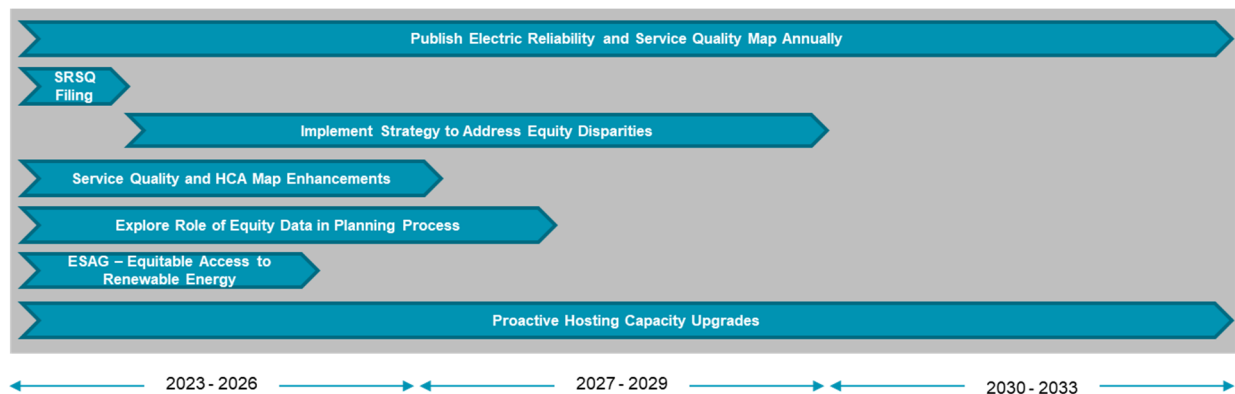 Publish Electric Reliability and Service Quality Map Annually
SRSQ
Filing
Implement Strategy to Address Equity Disparities
Service Quality and HCA Map Enhancements
Explore Role of Equity Data in Planning Process
ESAG – Equitable Access to
Renewable Energy
Proactive Hosting Capacity Upgrades
2023 - 2026
2027 - 2029
2030 - 2033